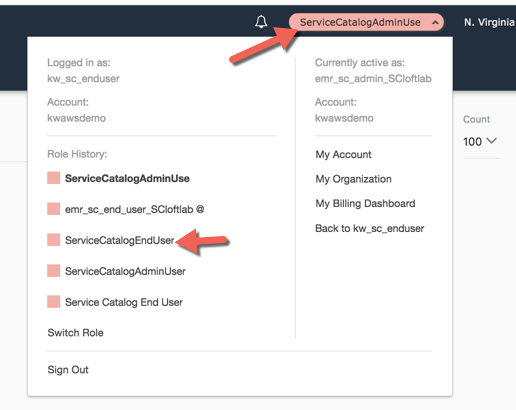 ServiceCatalogAdminUse
N. Virginia
Logged in as:
kw_sc_enduser
Account:
kwawsdemo
Currently active as:
emr_sc_admin_SCloftlab
Account:
kwawsdemo
Role History:
ServiceCatalogAdminUse
emr_sc_end_user_SCloftlab @
ServiceCatalogEndUser
ServiceCatalogAdminUser
Service Catalog End User
Switch Role
My Account
My Organization
My Billing Dashboard
Back to kw_sc_enduser
Sign Out
Count
100